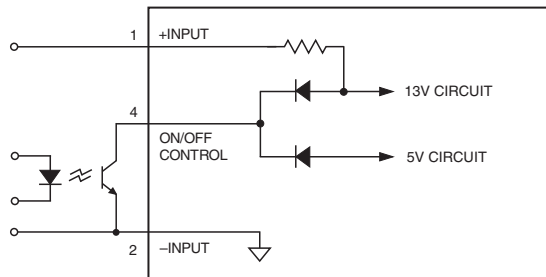 1 +INPUT
13V CIRCUIT
4
ON/OFF
CONTROL
5V CIRCUIT
2 –INPUT